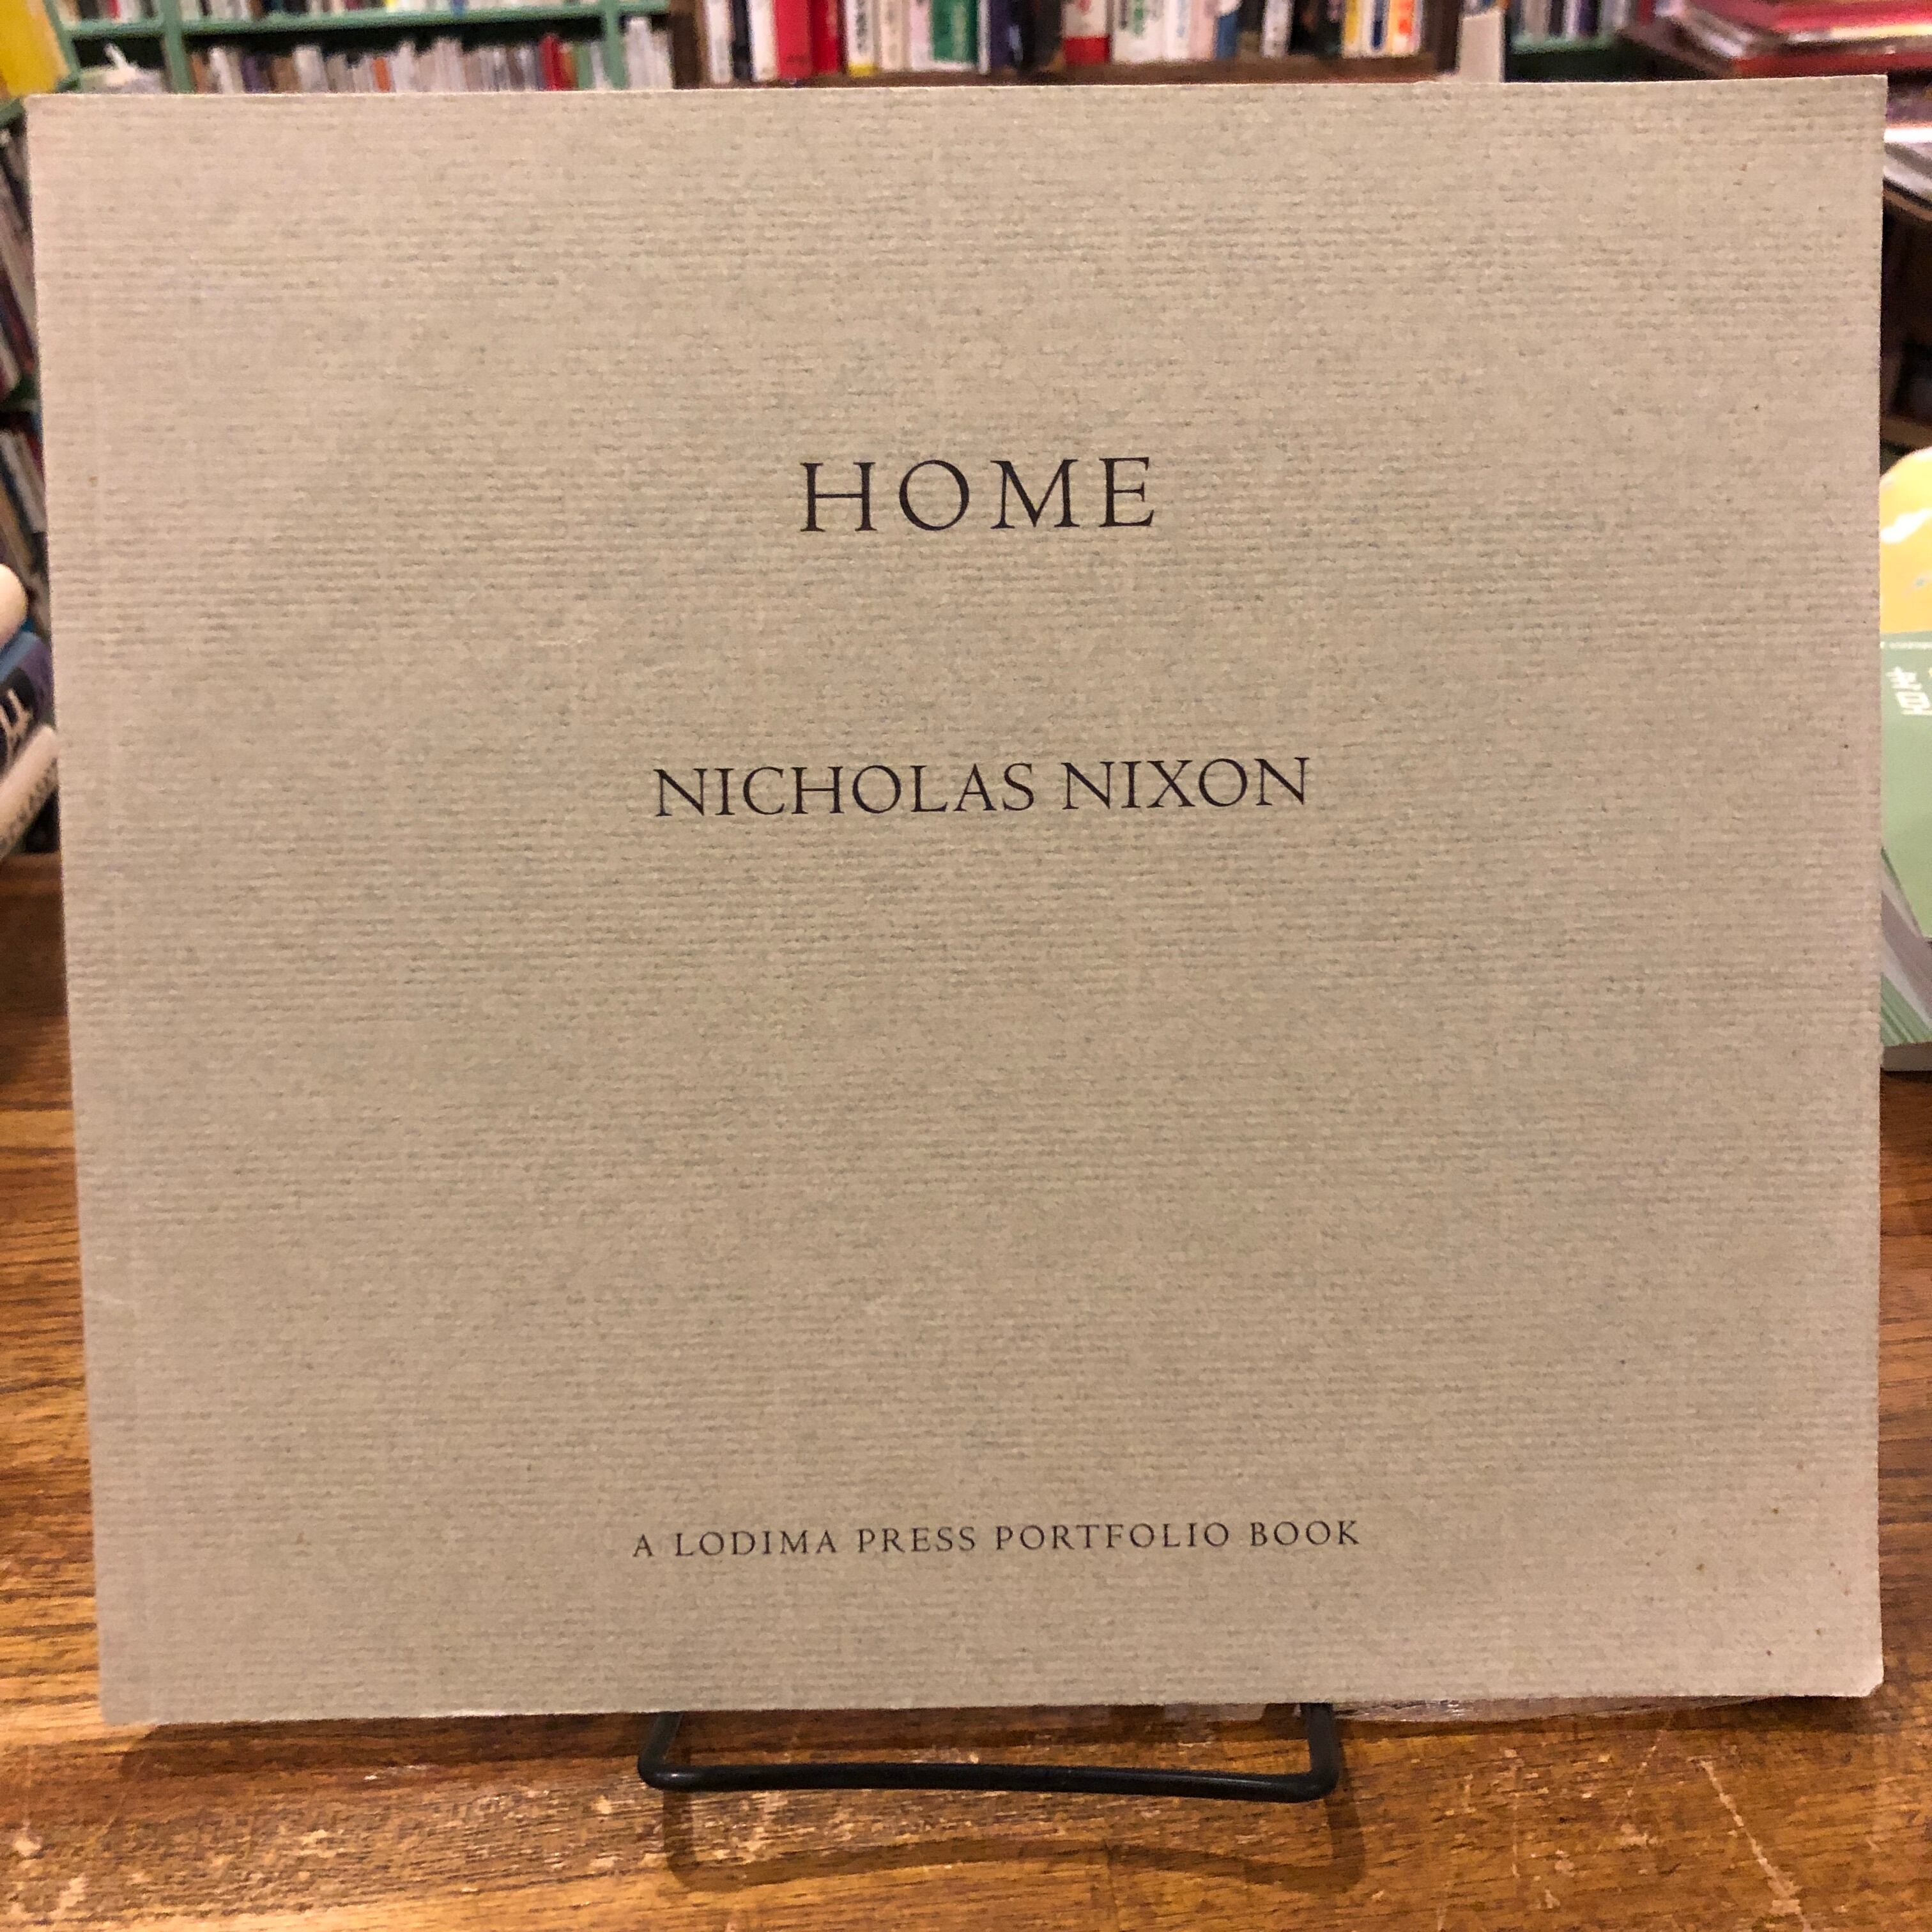 HOME
NICHOLAS NIXON
A LODIMA PRESS PORTFOLIO BOOK